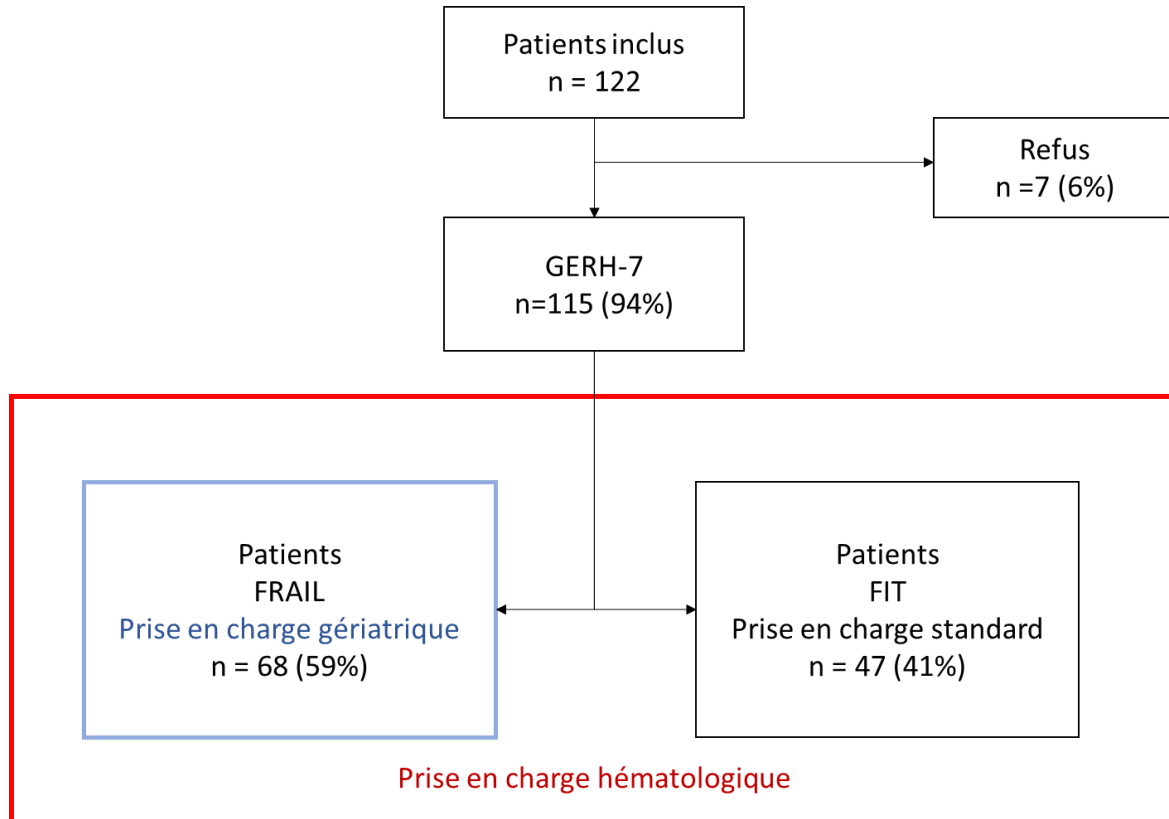 Patients inclus
n = 122
Refus
n =7 (6%)
GERH-7
n=115 (94%)
Patients
FRAIL
Prise en charge gériatrique
n = 68 (59%)
Patients
FIT
Prise en charge standard
n = 47 (41%)
Prise en charge hématologique